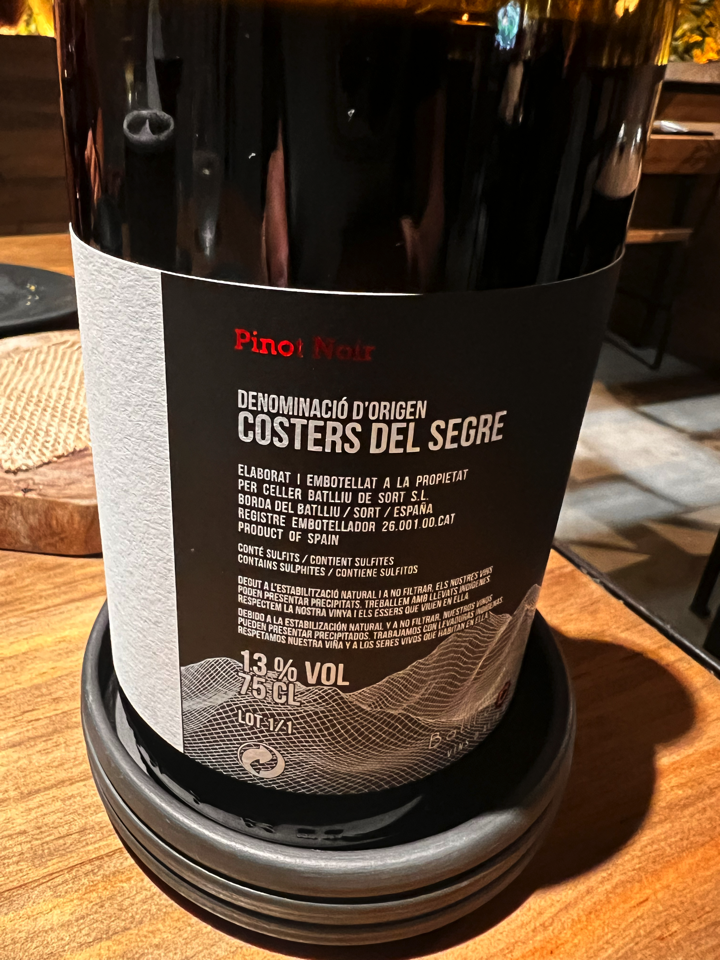 Pinot Noir
DENOMINACIÓ D'ORIGEN
COSTERS DEL SEGRE
ELABORAT I EMBOTELLAT A LA PROPIETAT
PER CELLER BATLLIU DE SORT S.L.
BORDA DEL BATLLIU / SORT / ESPAÑA
REGISTRE EMBOTELLADOR 26.001.00.CAT
PRODUCT OF SPAIN
CONTÉ SULFITS / CONTIENT SULFITES
CONTAINS SULPHITES / CONTIENE SULFITOS
DEGUT A L'ESTABILITZACIÓ NATURAL I A NO FILTRAR, ELS NOSTRES VINS
PODEN PRESENTAR PRECIPITATS. TREBALLEM AMB LLEVATS INDÍGENES
RESPECTEM LA NOSTRA VINYA I ELS ESSERS QUE VIUEN EN ELLA
DEBIDO A LA ESTABILIZACIÓN NATURAL Y A NO FILTRAR, NUESTROS VINOS
PUEDEN PRESENTAR PRECIPITADOS. TRABAJAMOS CON LEVADURAS INDÍGENAS
RESPETAMOS NUESTRA VIÑA Y A LOS SERES VIVOS QUE HABITAN EN ELLA
13 % VOL
75 CL
LOT 1/1